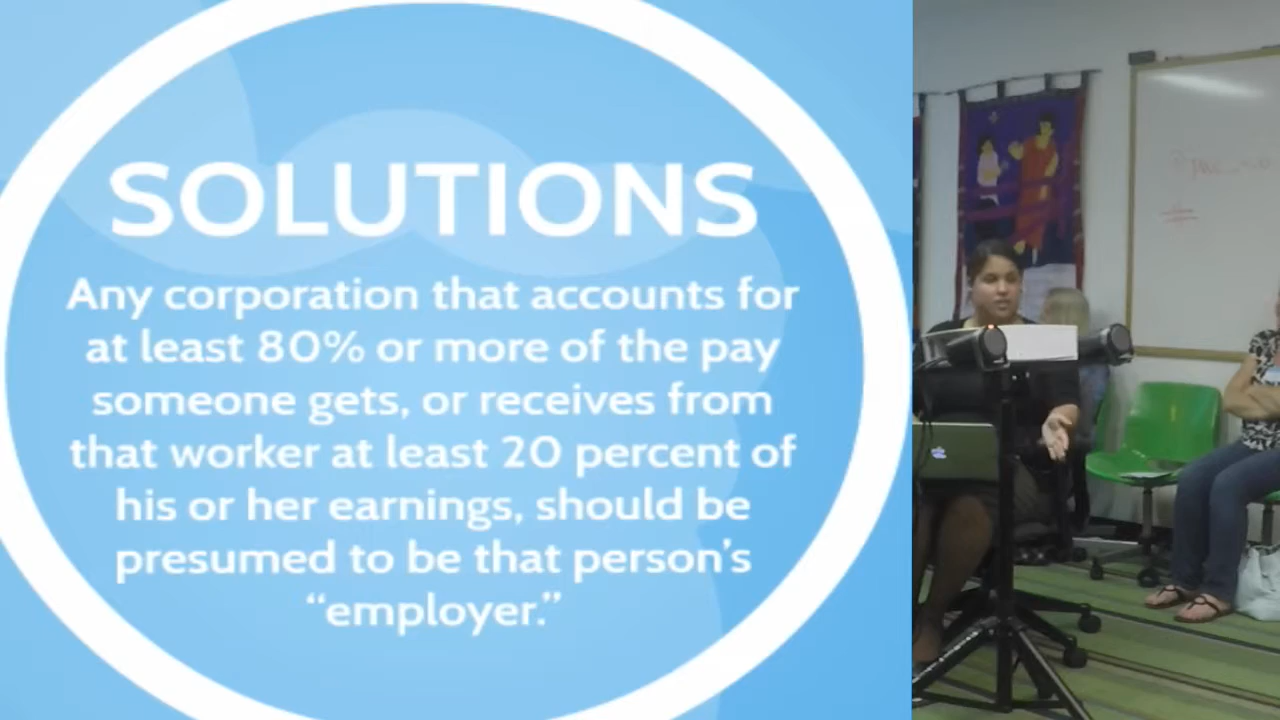 SOLUTIONS
Any corporation that accounts for
at least 80% or more of the pay
someone gets, or receives from
that worker at least 20 percent of
his or her earnings, should be
presumed to be that person’s
“employer.”